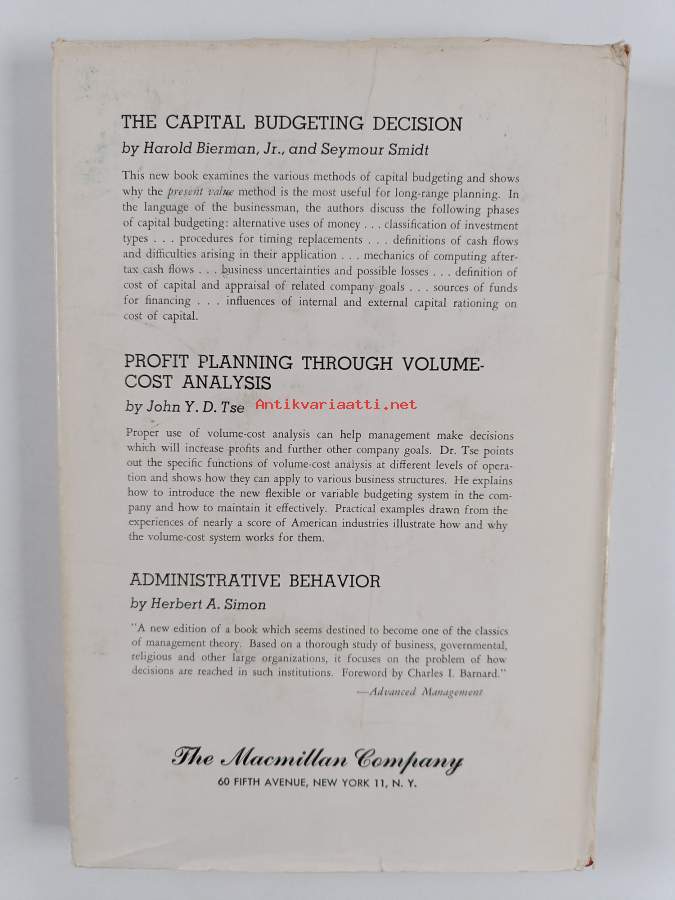 THE CAPITAL BUDGETING DECISION
by Harold Bierman, Jr., and Seymour Smidt
This new book examines the various methods of capital budgeting and shows
why the present value method is the most useful for long-range planning. In
the language of the businessman, the authors discuss the following phases
of capital budgeting: alternative uses of money . . . classification of investment
types . . . procedures for timing replacements . . . definitions of cash flows
and difficulties arising in their application . . . mechanics of computing after-
tax cash flows . . . business uncertainties and possible losses . . . definition of
cost of capital and appraisal of related company goals . . . sources of funds
for financing . . . influences of internal and external capital rationing on
cost of capital.
PROFIT PLANNING THROUGH VOLUME-
COST ANALYSIS
by John Y. D. Tse
Antikvariaatti.net
Proper use of volume-cost analysis can help management make decisions
which will increase profits and further other company goals. Dr. Tse points
out the specific functions of volume-cost analysis at different levels of opera-
tion and shows how they can apply to various business structures. He explains
how to introduce the new flexible or variable budgeting system in the com-
pany and how to maintain it effectively. Practical examples drawn from the
experiences of nearly a score of American industries illustrate how and why
the volume-cost system works for them.
ADMINISTRATIVE BEHAVIOR
by Herbert A. Simon
"A new edition of a book which seems destined to become one of the classics
of management theory. Based on a thorough study of business, governmental,
religious and other large organizations, it focuses on the problem of how
decisions are reached in such institutions. Foreword by Charles I. Barnard."
—Advanced Management
The Macmillan Company
60 FIFTH AVENUE, NEW YORK 11, N. Y.